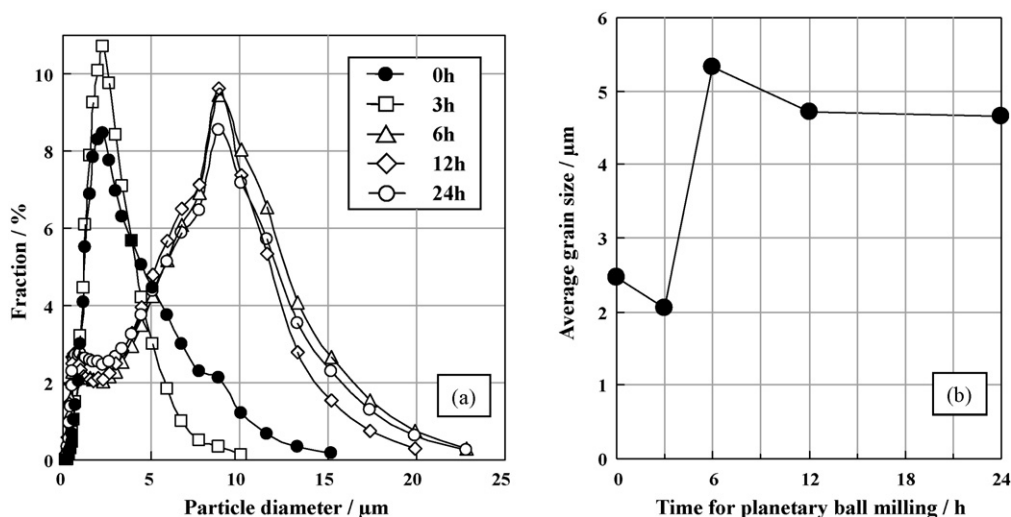 10
8
6
4
2
0
Fraction / %
0h
3h
6h
12h
24h
(a)
0 5 10 15 20 25
Particle diameter / µm
6
5
4
3
2
1
0
Average grain size / µm
(b)
0 6 12 18 24
Time for planetary ball milling / h